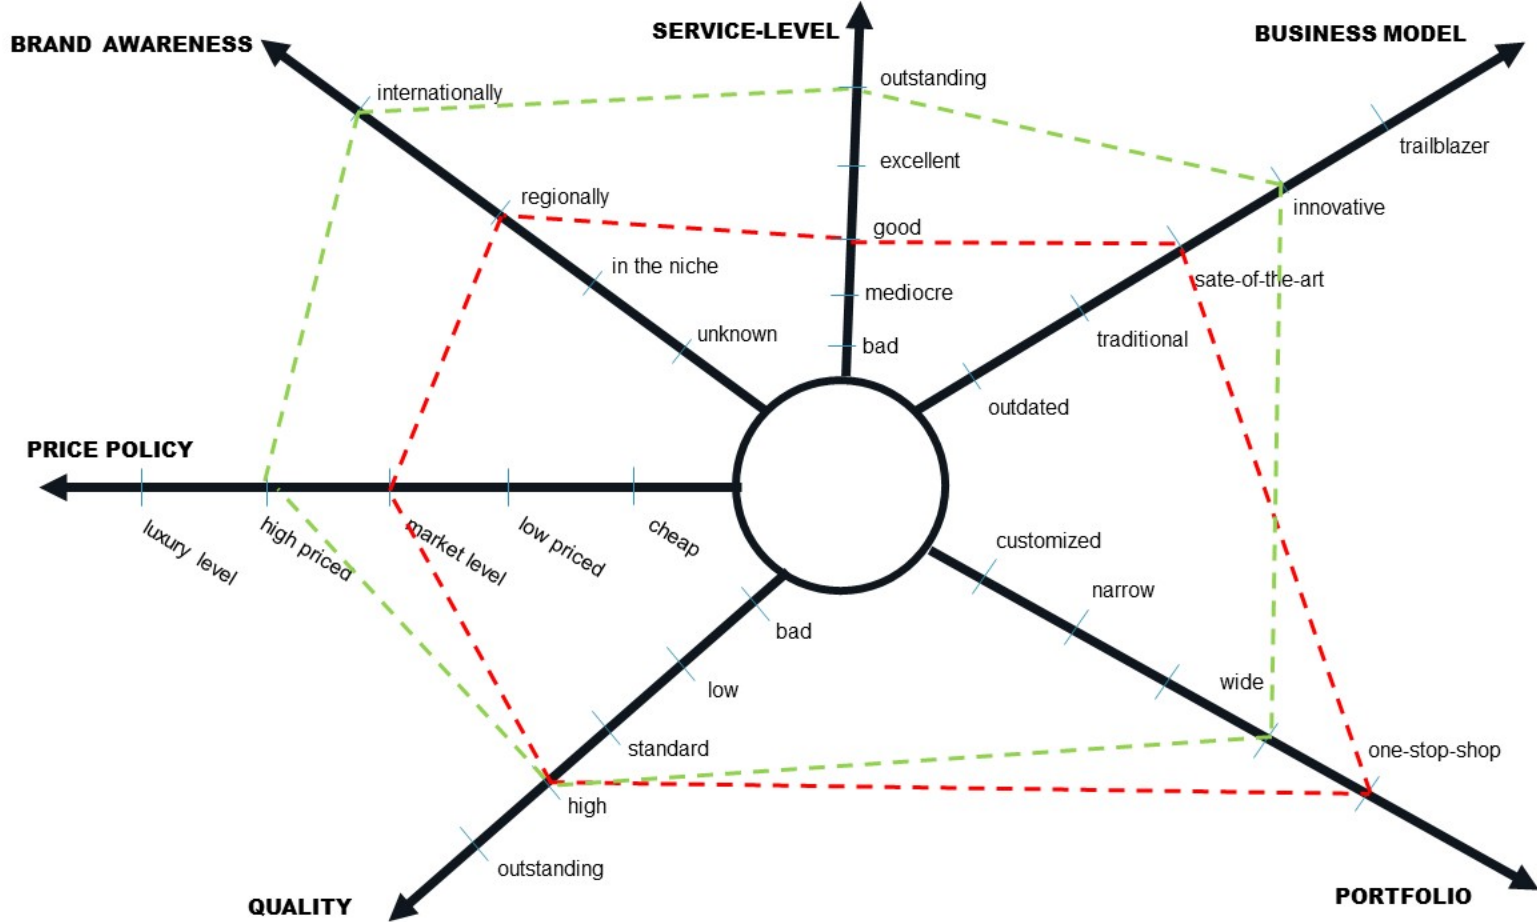 SERVICE-LEVEL
BUSINESS MODEL
BRAND AWARENESS
outstanding
internationally
trailblazer
excellent
regionally
innovative
good
in the niche
sate-of-the-art
mediocre
unknown
traditional
bad
outdated
PRICE POLICY
luxury level
high priced
market level
low priced
cheap
customized
narrow
bad
wide
low
standard
one-stop-shop
high
outstanding
PORTFOLIO
QUALITY